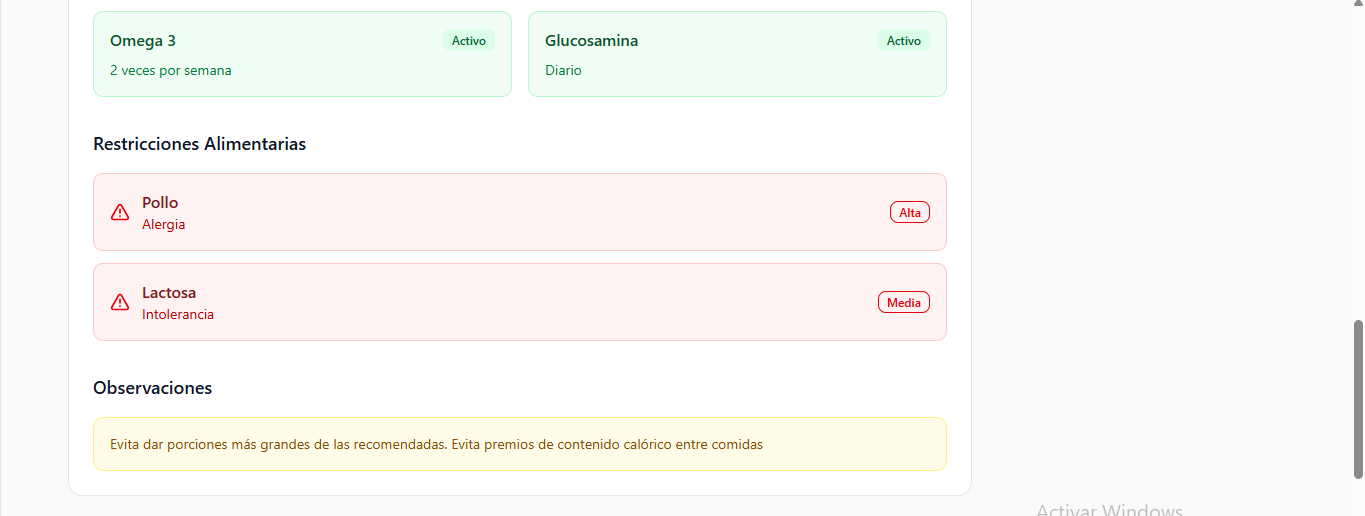 Omega 3
Activo
2 veces por semana
Glucosamina
Activo
Diario
Restricciones Alimentarias
Pollo
Alergia
Alta
Lactosa
Intolerancia
Media
Observaciones
Evita dar porciones más grandes de las recomendadas. Evita premios de contenido calórico entre comidas
Activar Windows